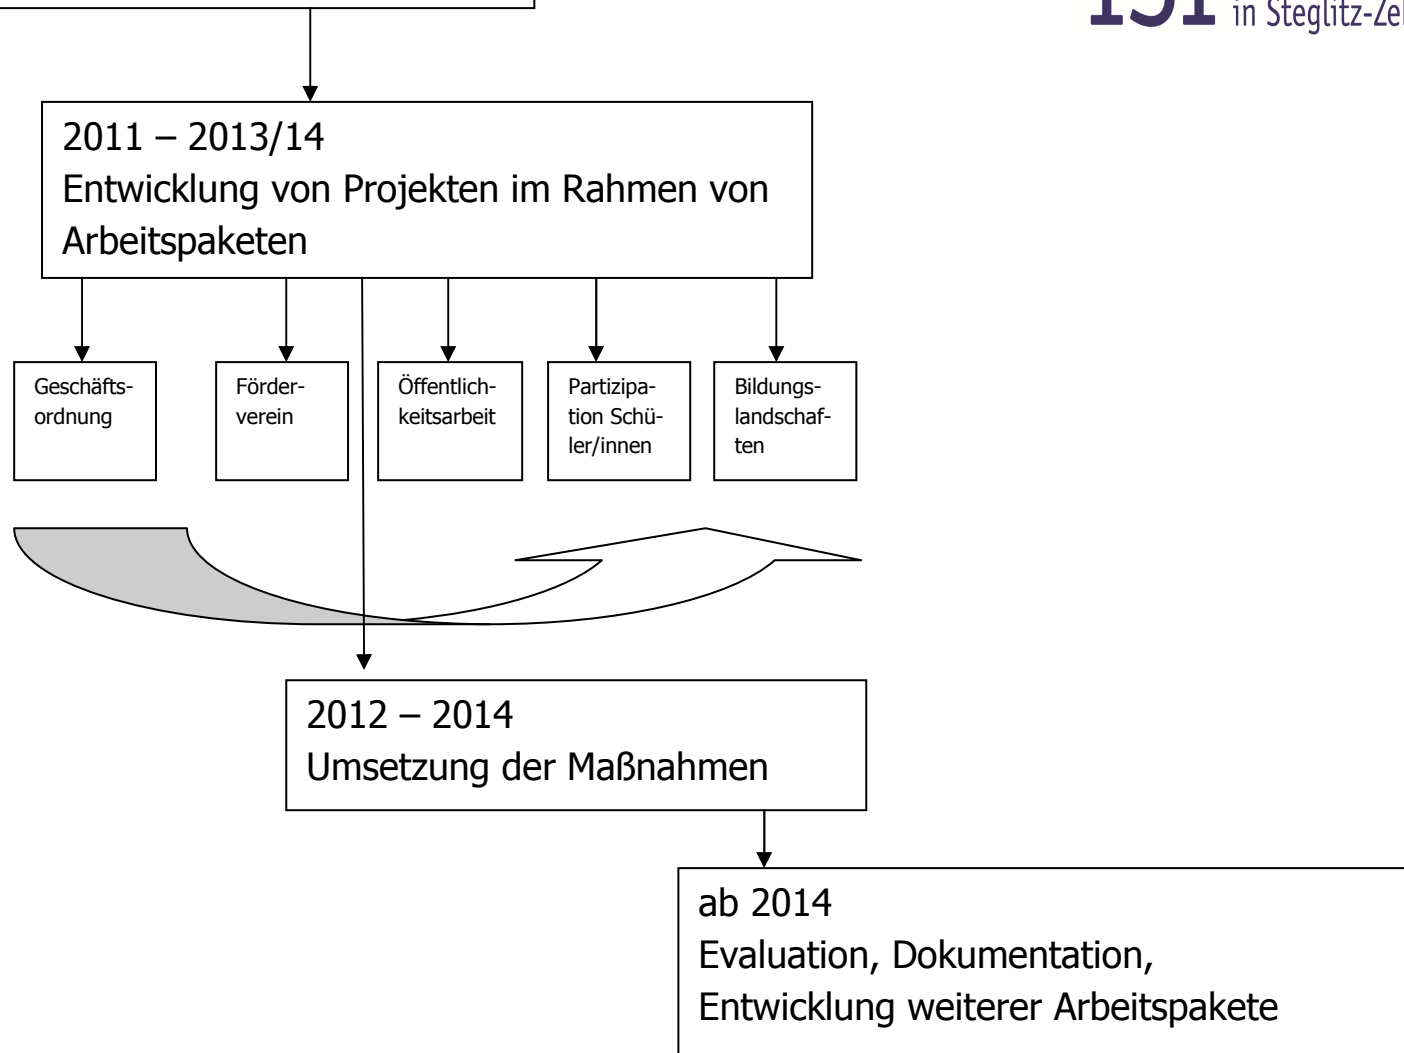 in Steglitz-Zel
2011 – 2013/14
Entwicklung von Projekten im Rahmen von
Arbeitspaketen
Geschäfts-
ordnung
Förder-
verein
Öffentlich-
keitsarbeit
Partizipa-
tion Schü-
ler/innen
Bildungs-
landschaf-
ten
2012 – 2014
Umsetzung der Maßnahmen
ab 2014
Evaluation, Dokumentation,
Entwicklung weiterer Arbeitspakete